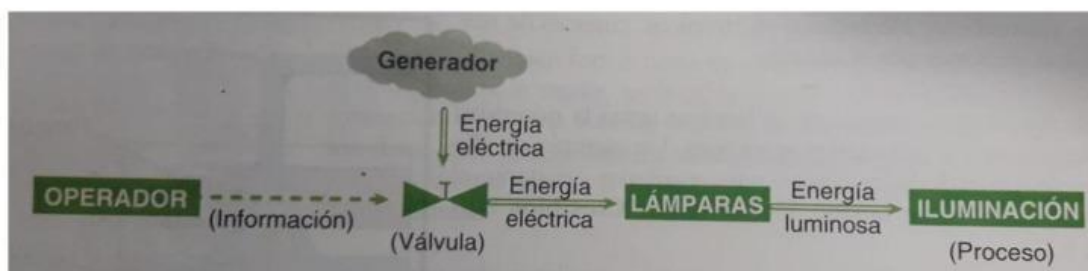 Generador
Energía
eléctrica
OPERADOR
(Información)
(Válvula)
Energía
eléctrica
LÁMPARAS
Energía
luminosa
ILUMINACIÓN
(Proceso)